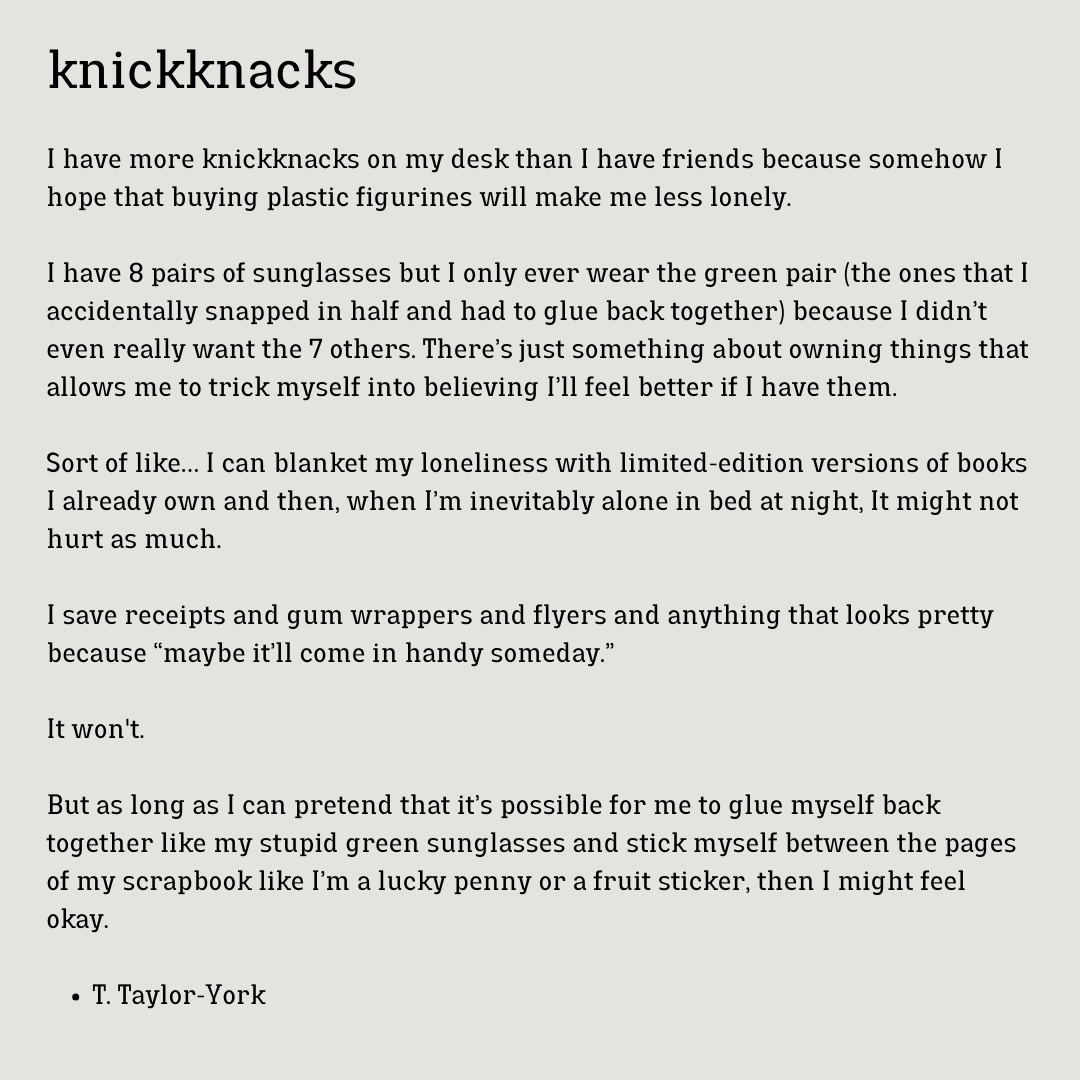 knickknacks
I have more knickknacks on my desk than I have friends because somehow I
hope that buying plastic figurines will make me less lonely.
I have 8 pairs of sunglasses but I only ever wear the green pair (the ones that I
accidentally snapped in half and had to glue back together) because I didn’t
even really want the 7 others. There’s just something about owning things that
allows me to trick myself into believing I’ll feel better if I have them.
Sort of like... I can blanket my loneliness with limited-edition versions of books
I already own and then, when I’m inevitably alone in bed at night, It might not
hurt as much.
I save receipts and gum wrappers and flyers and anything that looks pretty
because “maybe it’ll come in handy someday.”
It won't.
But as long as I can pretend that it’s possible for me to glue myself back
together like my stupid green sunglasses and stick myself between the pages
of my scrapbook like I’m a lucky penny or a fruit sticker, then I might feel
okay.
• T. Taylor-York